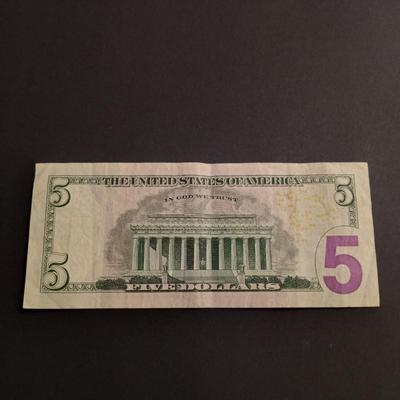 5 THE UNITED STATES OF AMERICA 5
IN GOD WE TRUST
5 FIVE DOLLARS 5